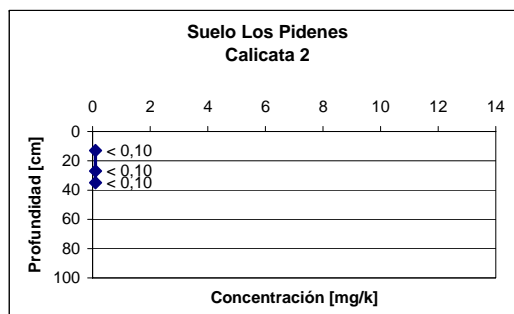 Suelo Los Pidenes
Calicata 2
0 2 4 6 8 10 12 14
0
20
40
60
80
100
< 0,10
< 0,10
< 0,10
Profundidad [cm]
Concentración [mg/k]